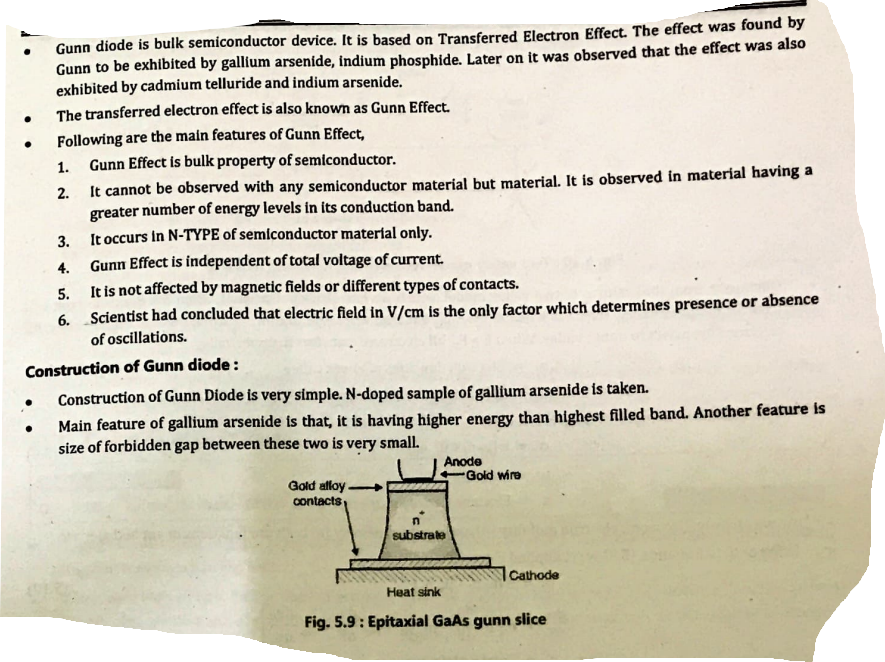 • Gunn diode is bulk semiconductor device. It is based on Transferred Electron Effect. The effect was found by
Gunn to be exhibited by gallium arsenide, indium phosphide. Later on it was observed that the effect was also
exhibited by cadmium telluride and indium arsenide.
• The transferred electron effect is also known as Gunn Effect.
• Following are the main features of Gunn Effect,
1. Gunn Effect is bulk property of semiconductor.
2. It cannot be observed with any semiconductor material but material. It is observed in material having a
greater number of energy levels in its conduction band.
3. It occurs in N-TYPE of semiconductor material only.
4. Gunn Effect is independent of total voltage of current.
5. It is not affected by magnetic fields or different types of contacts.
6. Scientist had concluded that electric field in V/cm is the only factor which determines presence or absence
of oscillations.
Construction of Gunn diode :
• Construction of Gunn Diode is very simple. N-doped sample of gallium arsenide is taken.
• Main feature of gallium arsenide is that, it is having higher energy than highest filled band. Another feature is
size of forbidden gap between these two is very small.
Anode
Gold wire
Gold alloy
contacts
n+
substrate
Cathode
Heat sink
Fig. 5.9 : Epitaxial GaAs gunn slice